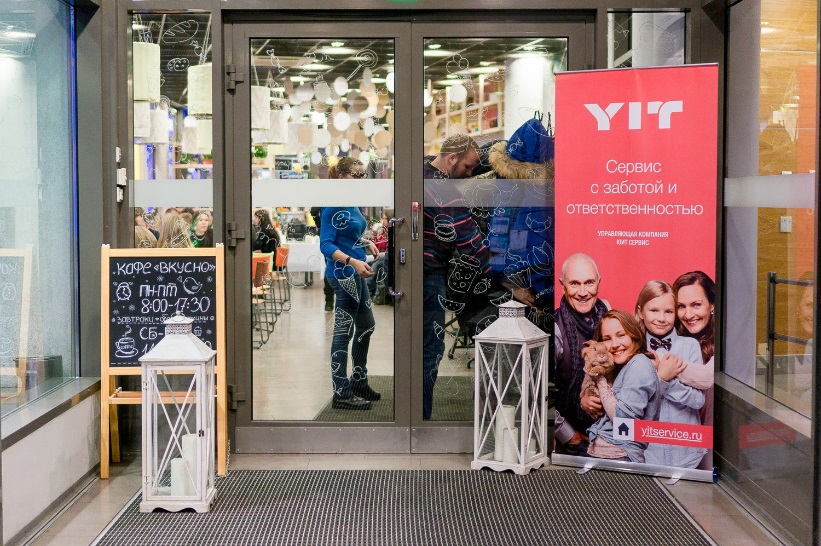 КАФЕ «ВКУСНО»
ПН-ПТ
8:00-17:30
ЗАВТРАКИ
СБ-
YIT
Сервис
с заботой и
ответственностью
УПРАВЛЯЮЩАЯ КОМПАНИЯ
ЮИТ СЕРВИС
yitservice.ru